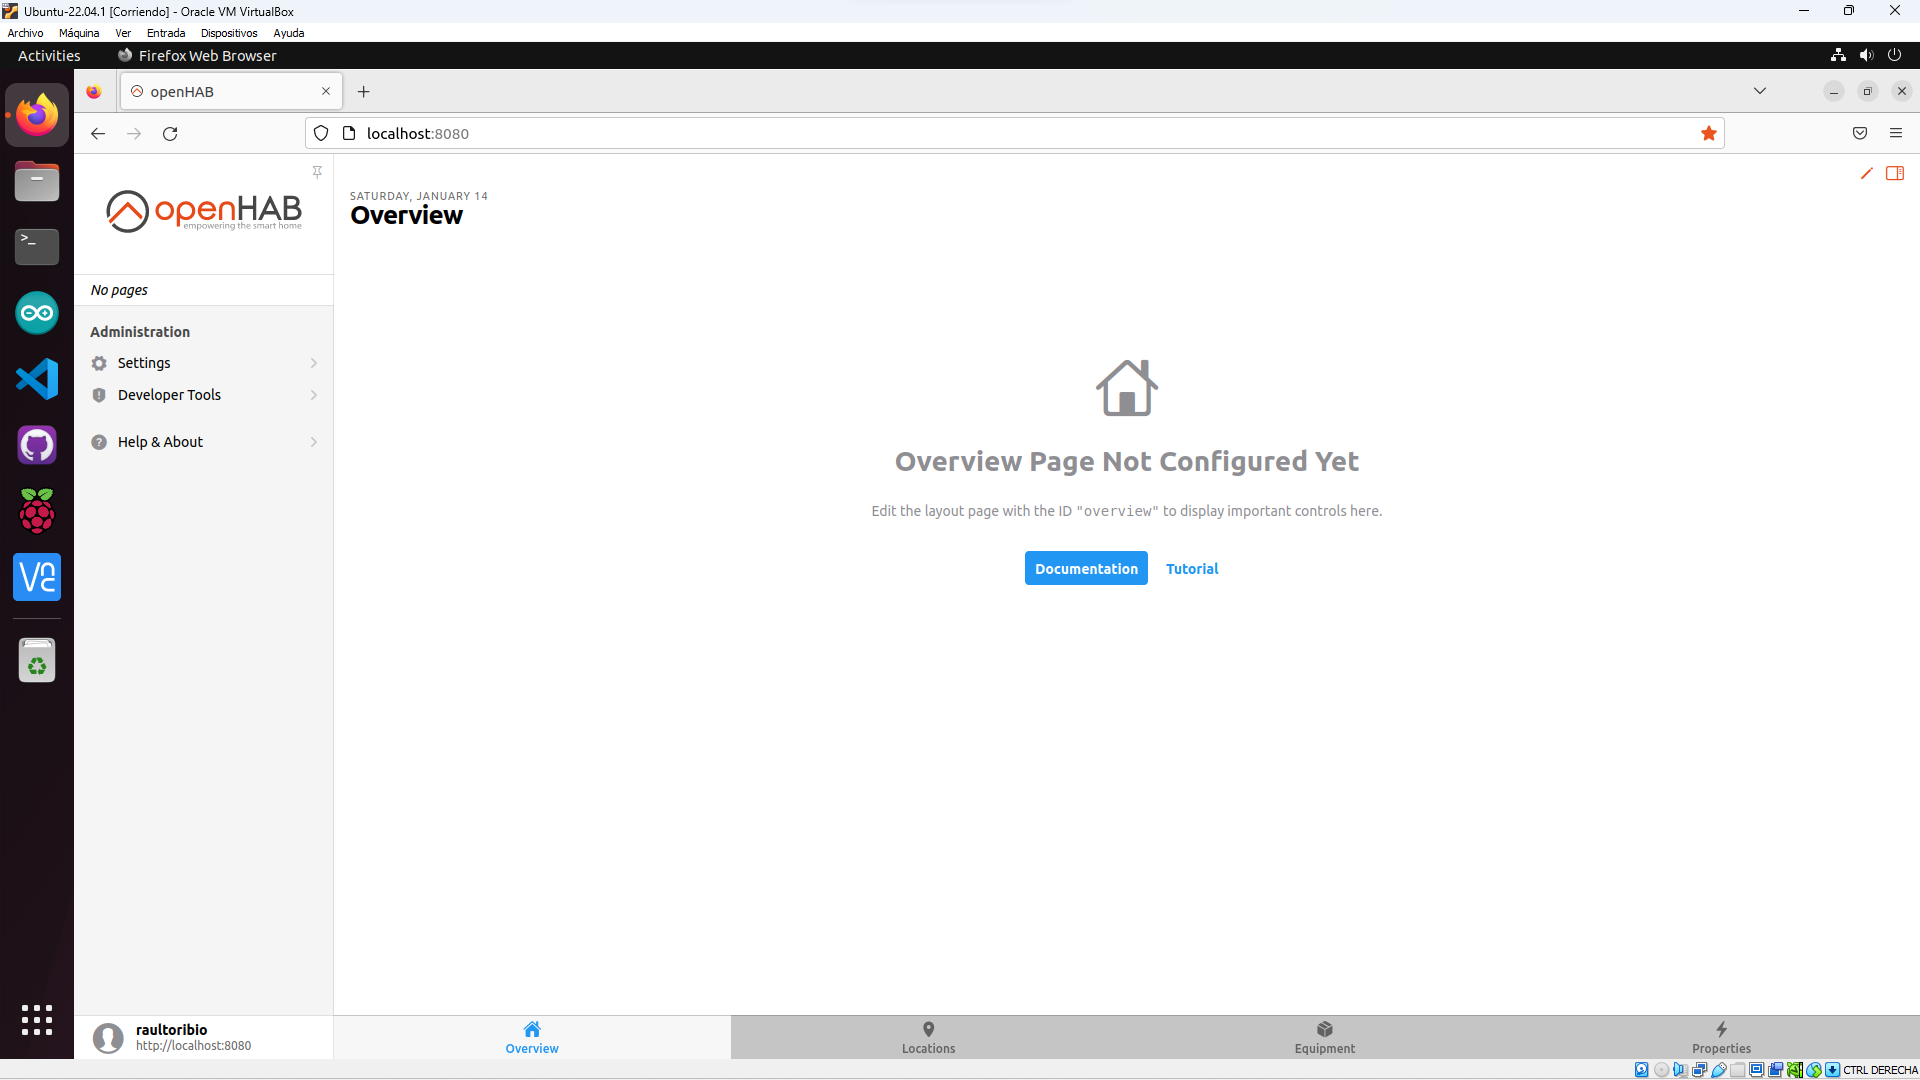 Ubuntu-22.04.1 [Corriendo] - Oracle VM VirtualBox
Archivo Máquina Ver Entrada Dispositivos Ayuda
Activities Firefox Web Browser
openHAB
localhost:8080
openHAB
empowering the smart home
No pages
Administration
Settings
Developer Tools
Help & About
SATURDAY, JANUARY 14
Overview
Overview Page Not Configured Yet
Edit the layout page with the ID "overview" to display important controls here.
Documentation Tutorial
raultoribio
http://localhost:8080
Overview Locations Equipment Properties
CTRL DERECHA